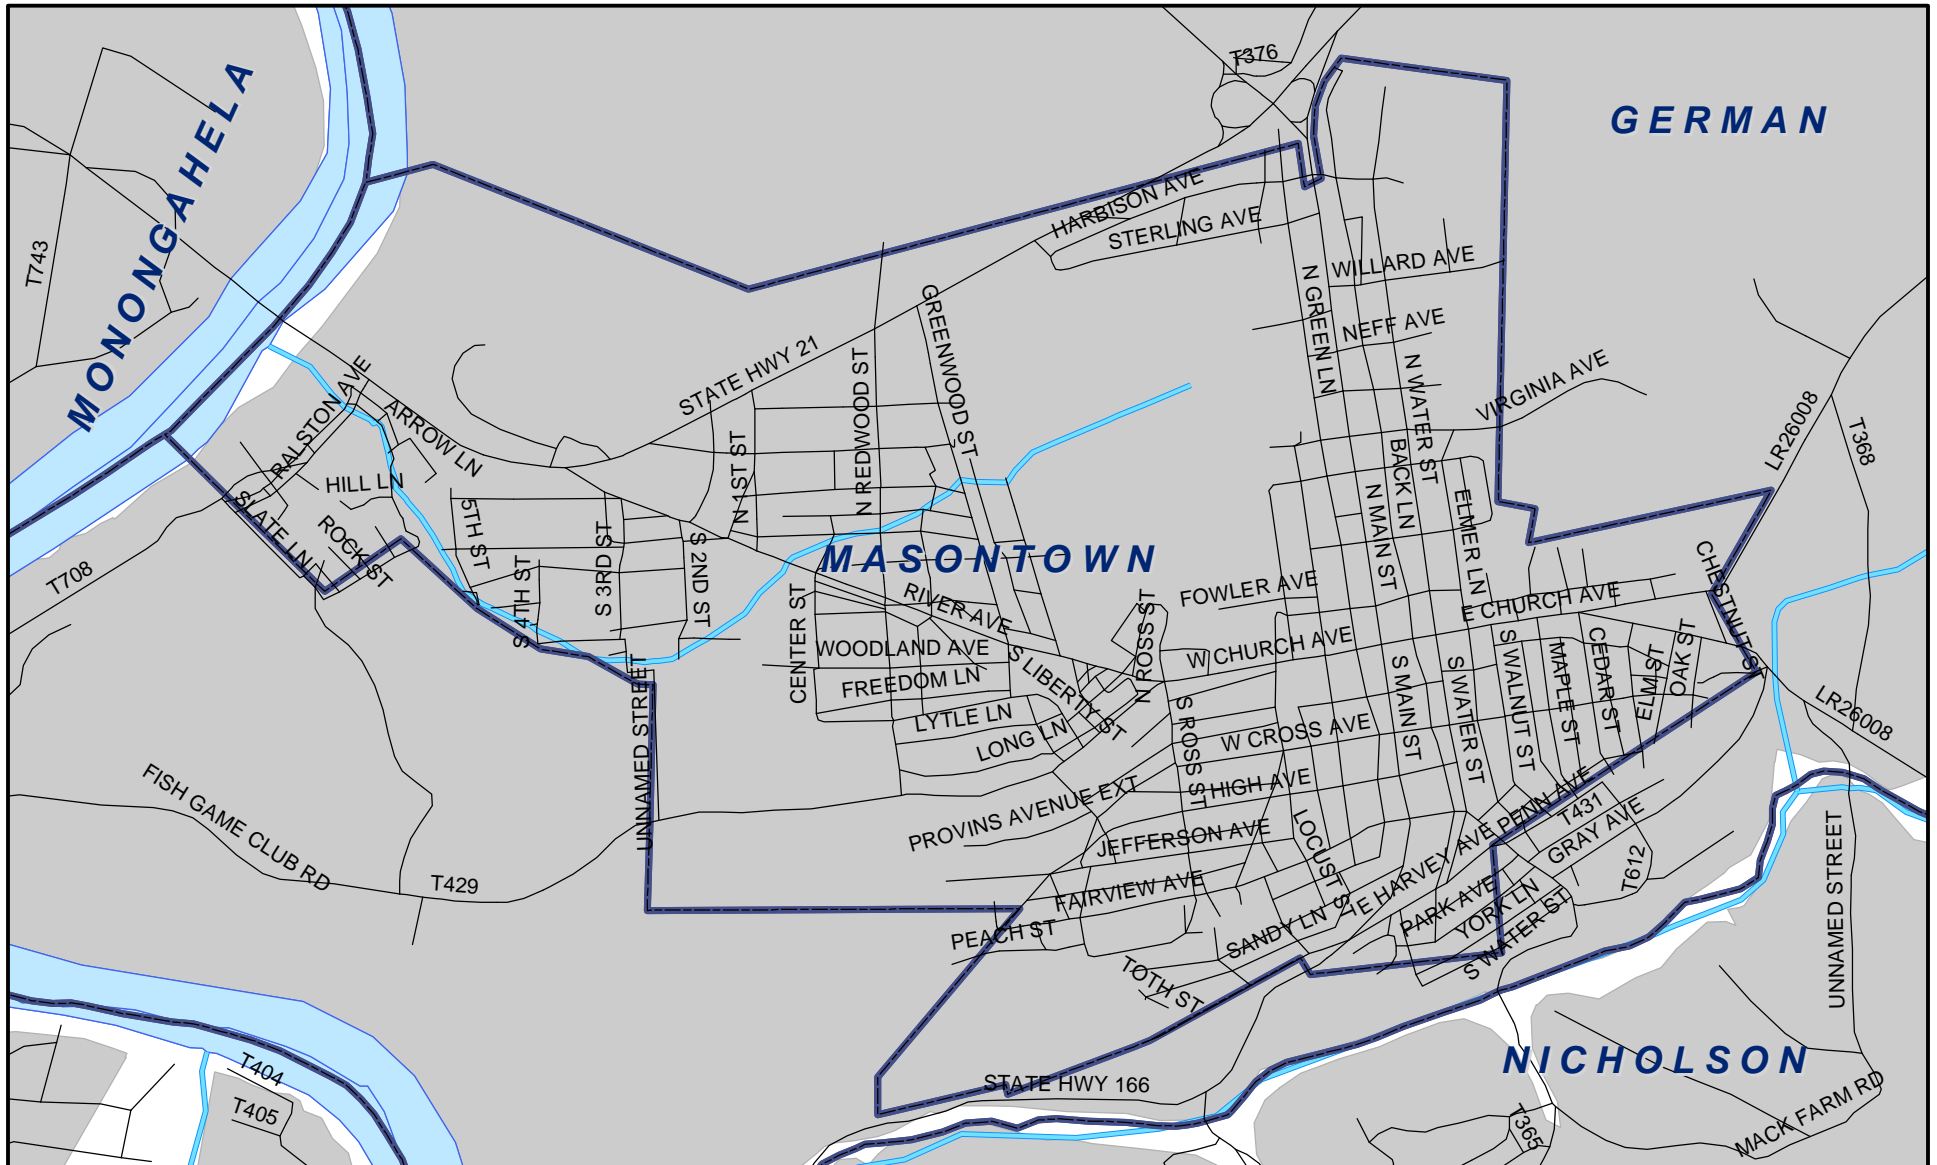 T376
GERMAN
MONONGAHELA
HARBISON AVE
STERLING AVE
T743
WILLARD AVE
N GREEN LN
NEFF AVE
GREENWOOD ST
STATE HWY 21
N REDWOOD ST
RALSTON AVE
ARROW LN
N WATER ST
VIRGINIA AVE
LR26008
T368
HILL LN
SLATE LN
ROCK ST
5TH ST
N 1ST ST
BACK LN
N MAIN ST
ELMER LN
S 3RD ST
S 2ND ST
S 4TH ST
T708
MASONTOWN
CHESTNUT ST
FOWLER AVE
E CHURCH AVE
RIVER AVE
CENTER ST
WOODLAND AVE
N ROSS ST
W CHURCH AVE
FREEDOM LN
S LIBERTY ST
S MAIN ST
S WATER ST
S WALNUT ST
MAPLE ST
CEDAR ST
ELM ST
OAK ST
UNNAMED STREET
LYTLE LN
LONG LN
S ROSS ST
W CROSS AVE
LR26008
HIGH AVE
PROVINS AVENUE EXT
FISH GAME CLUB RD
JEFFERSON AVE
LOCUST ST
E HARVEY AVE
PENN AVE
T431
GRAY AVE
T612
UNNAMED STREET
T429
FAIRVIEW AVE
PARK AVE
YORK LN
S WATER ST
PEACH ST
SANDY LN
TOTH ST
NICHOLSON
T404
T405
STATE HWY 166
T365
MACK FARM RD